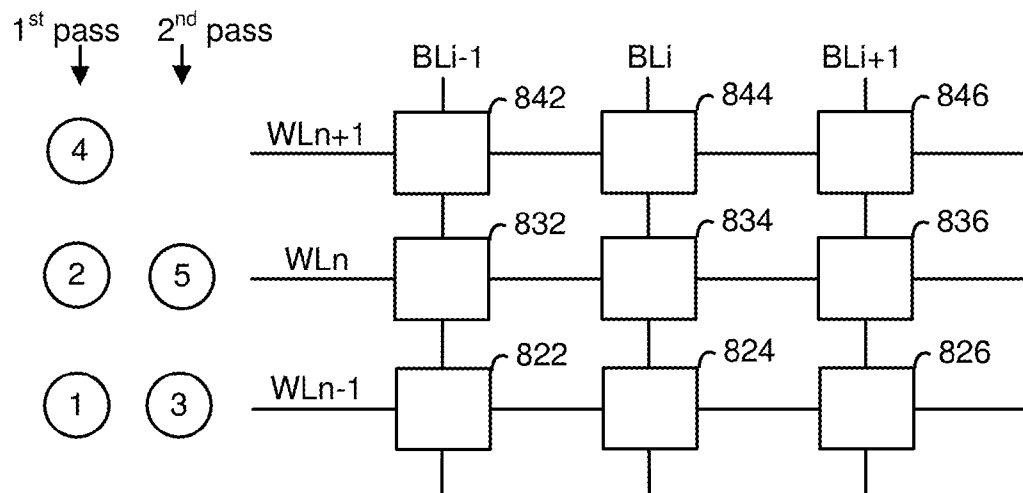 1st pass 2nd pass
BLi-1 BLi BLi+1
842 844 846
4 WLn+1
832 834 836
2 5 WLn
822 824 826
1 3 WLn-1